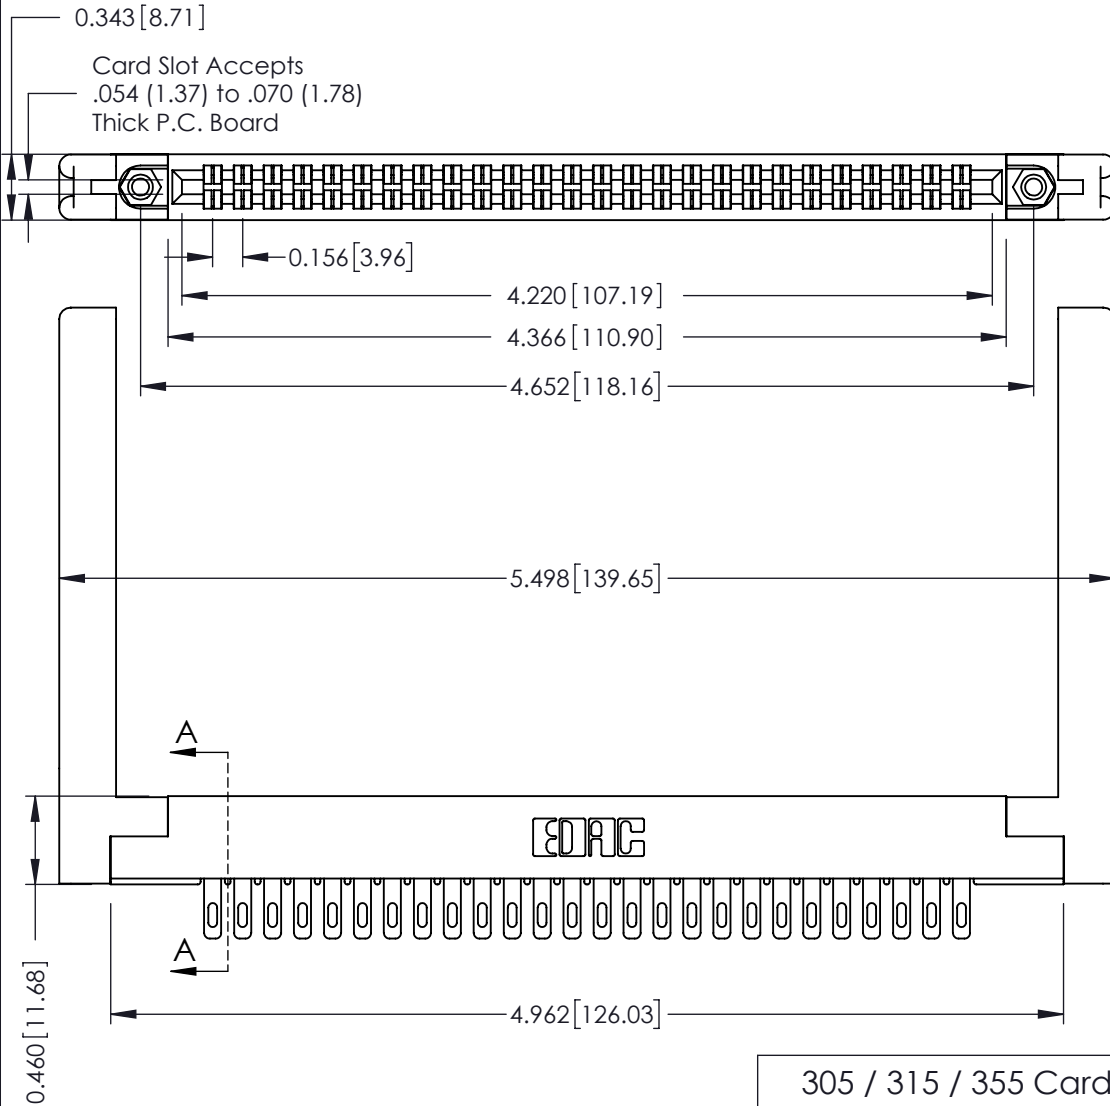 0.343[8.71]
Card Slot Accepts
.054 (1.37) to .070 (1.78)
Thick P.C. Board
0.156[3.96]
4.220[107.19]
4.366[110.90]
4.652[118.16]
5.498[139.65]
A
EDAC
A
0.460[11.68]
4.962[126.03]
305 / 315 / 355 Card